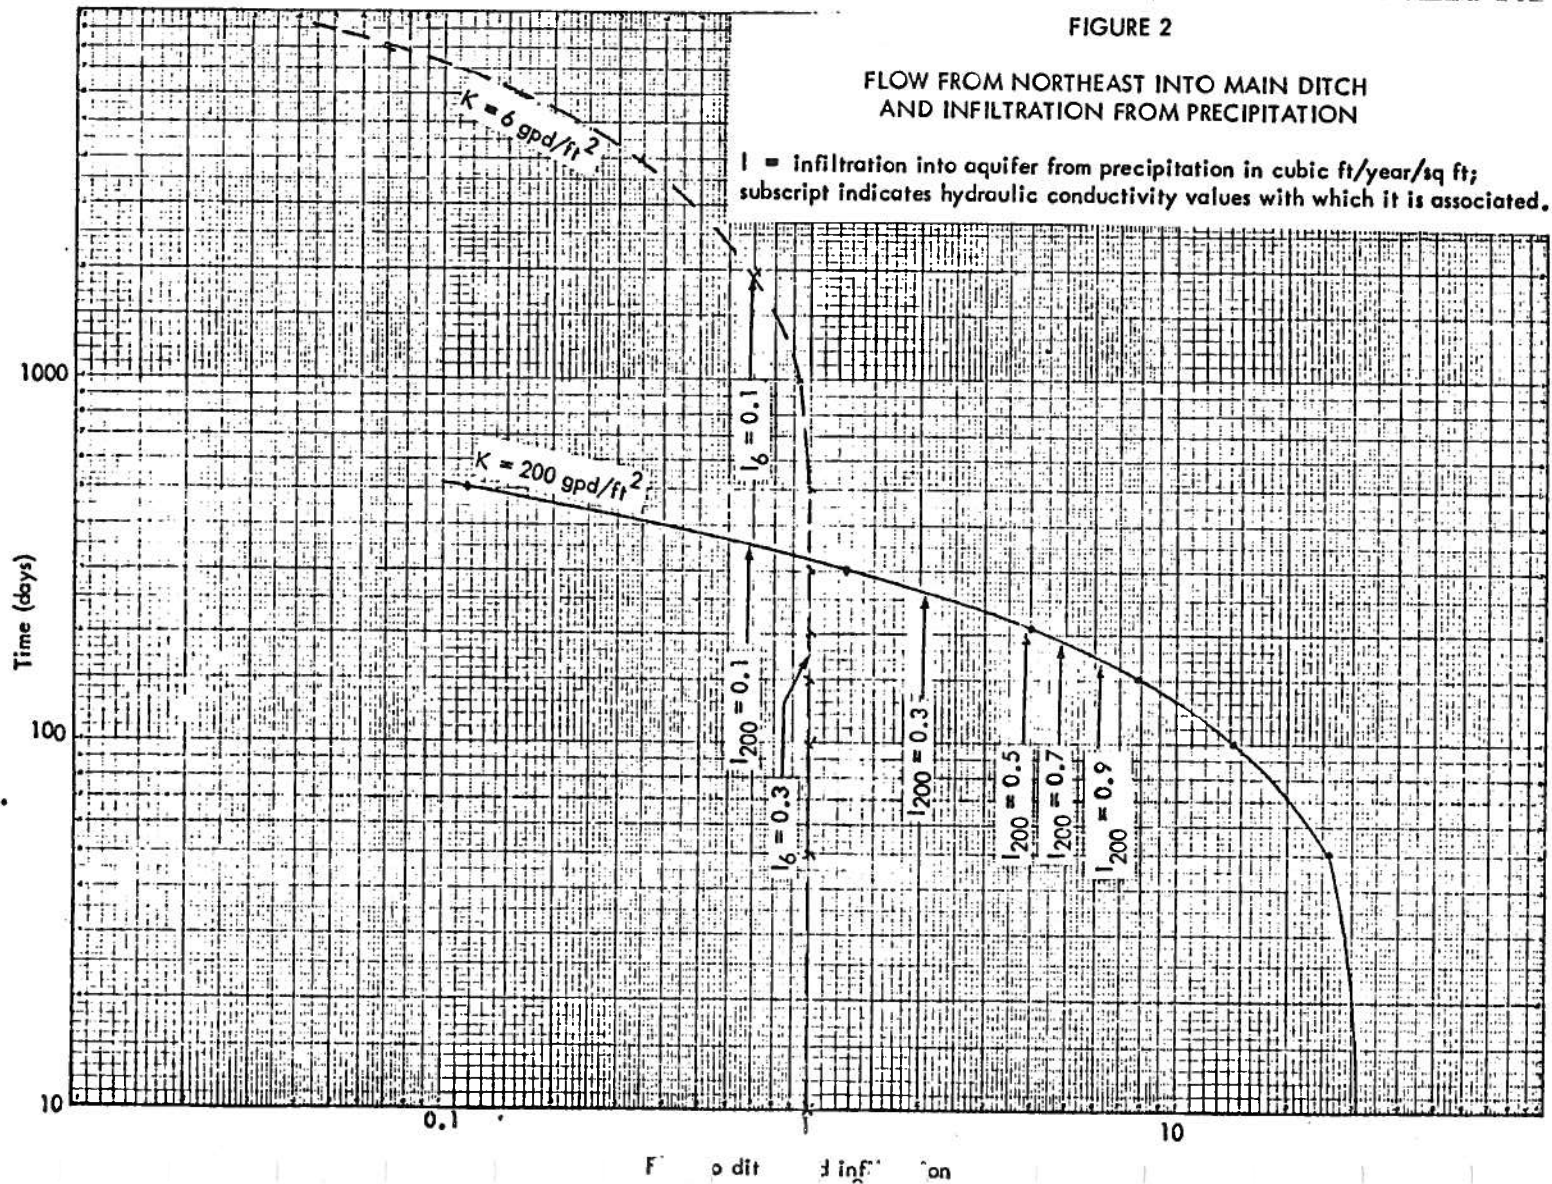 FIGURE 2
FLOW FROM NORTHEAST INTO MAIN DITCH
AND INFILTRATION FROM PRECIPITATION
I = infiltration into aquifer from precipitation in cubic ft/year/sq ft;
subscript indicates hydraulic conductivity values with which it is associated.
K = 6 gpd/ft2
K = 200 gpd/ft2
I6 = 0.1
I200 = 0.1
I6 = 0.3
I200 = 0.3
I200 = 0.5
I200 = 0.7
I200 = 0.9
Time (days)
1000
100
10
0.1
1
10